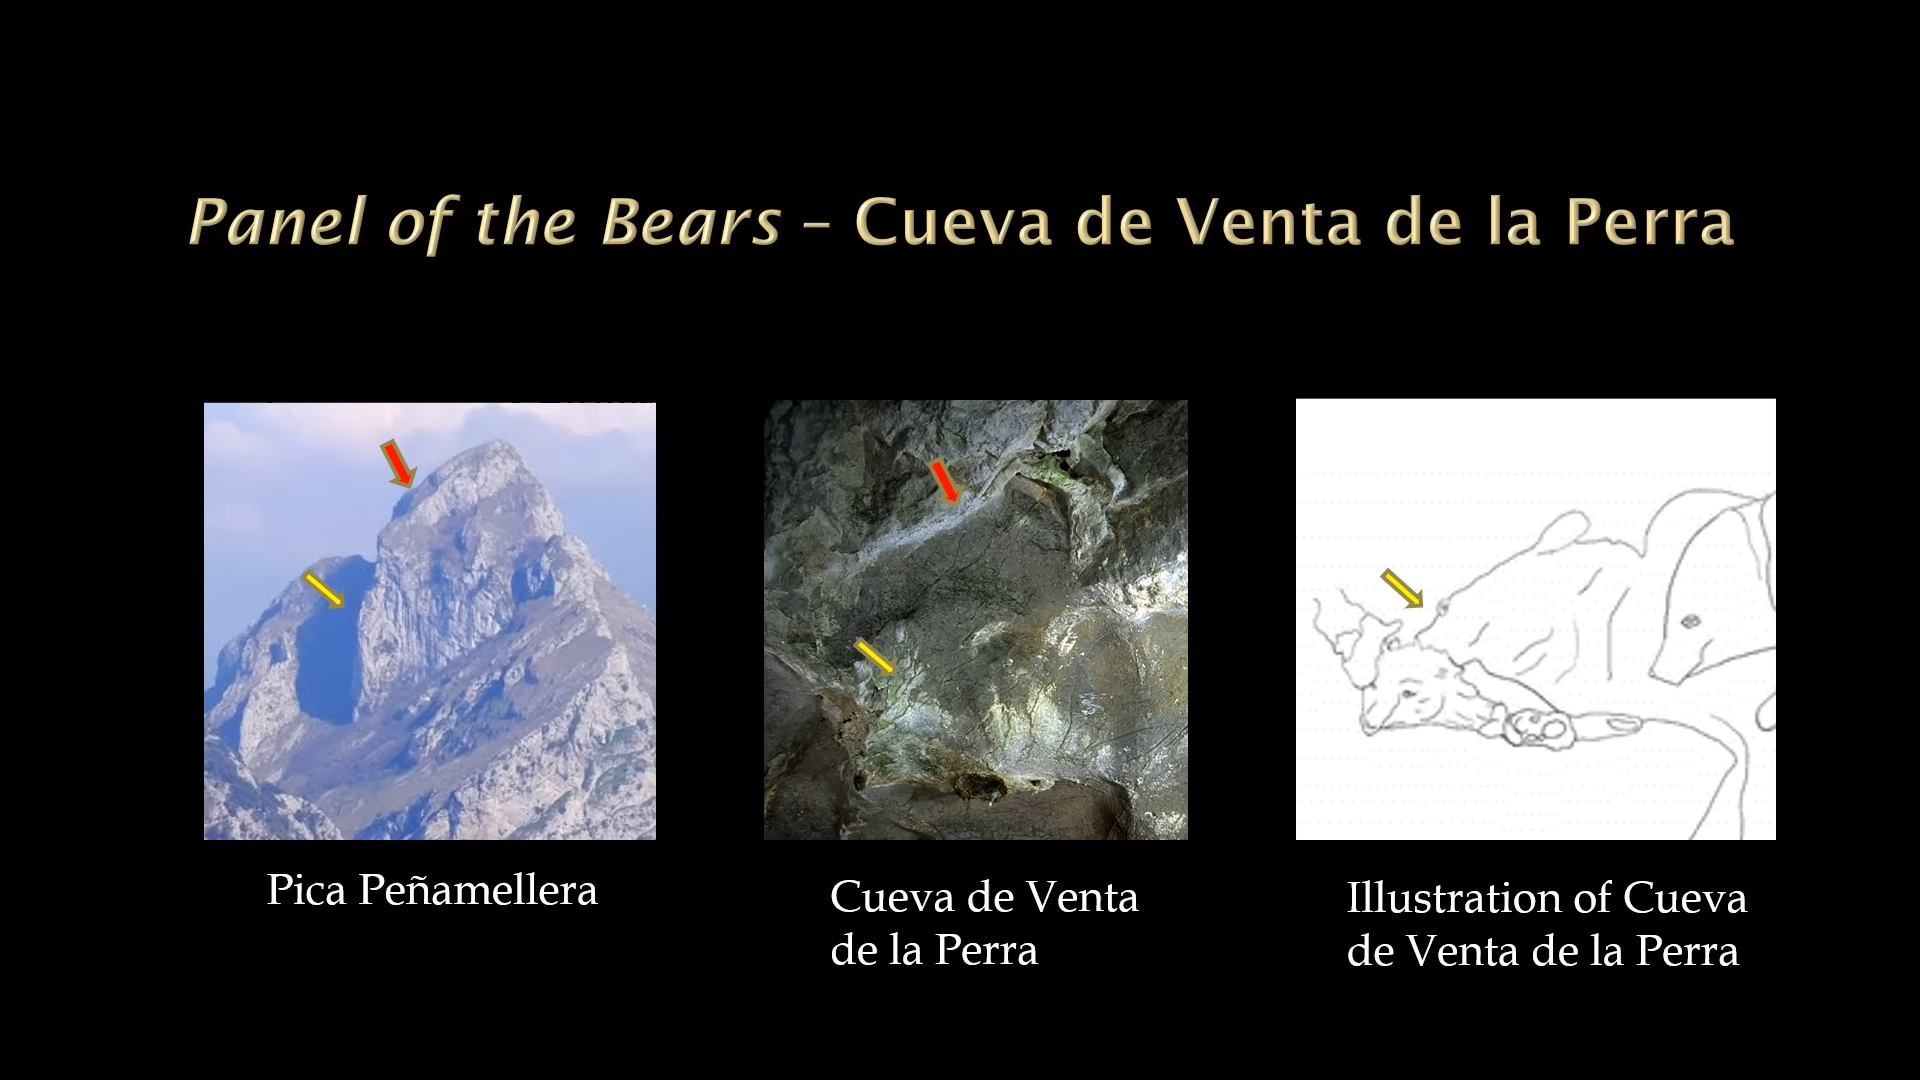 Panel of the Bears – Cueva de Venta de la Perra
Pica Peñamellera
Cueva de Venta
de la Perra
Illustration of Cueva
de Venta de la Perra